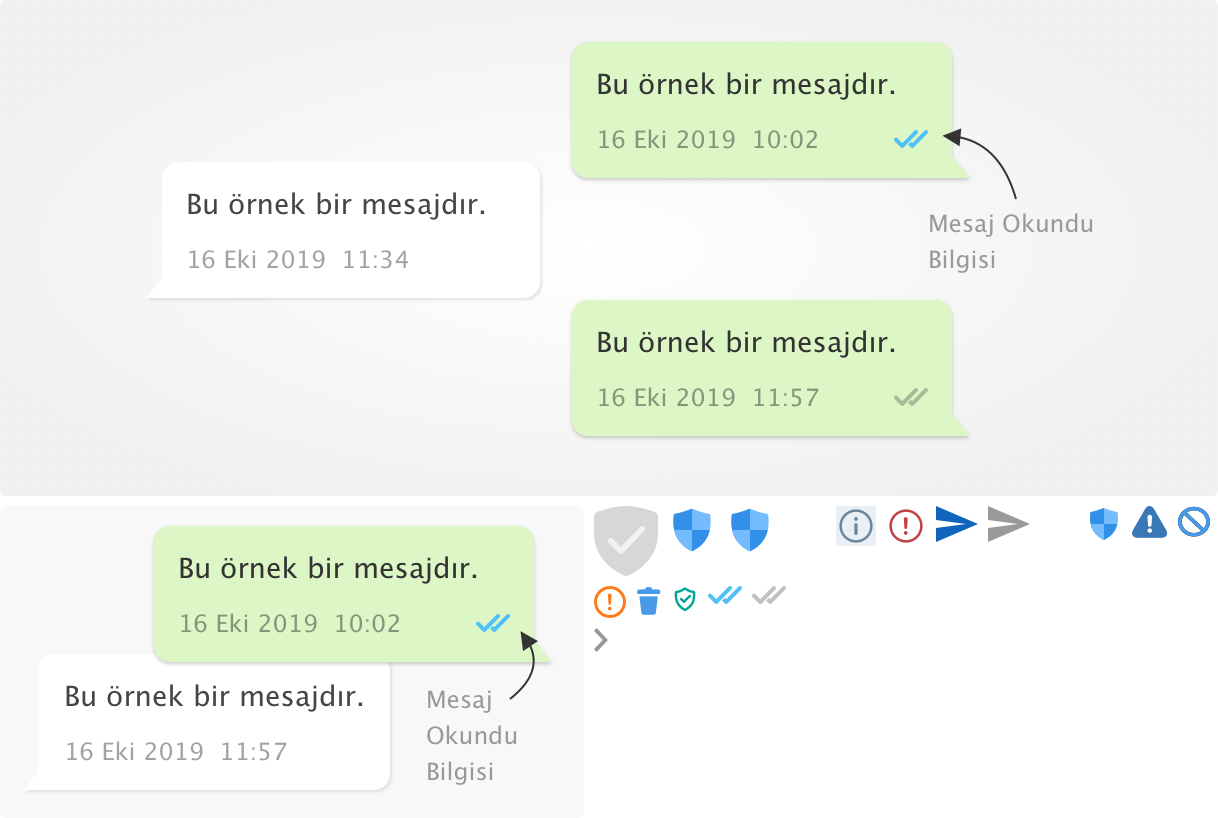 Bu örnek bir mesajdır.
16 Eki 2019 10:02
Mesaj Okundu
Bilgisi
Bu örnek bir mesajdır.
16 Eki 2019 11:34
Bu örnek bir mesajdır.
16 Eki 2019 11:57
Bu örnek bir mesajdır.
16 Eki 2019 10:02
Bu örnek bir mesajdır.
16 Eki 2019 11:57
Mesaj
Okundu
Bilgisi